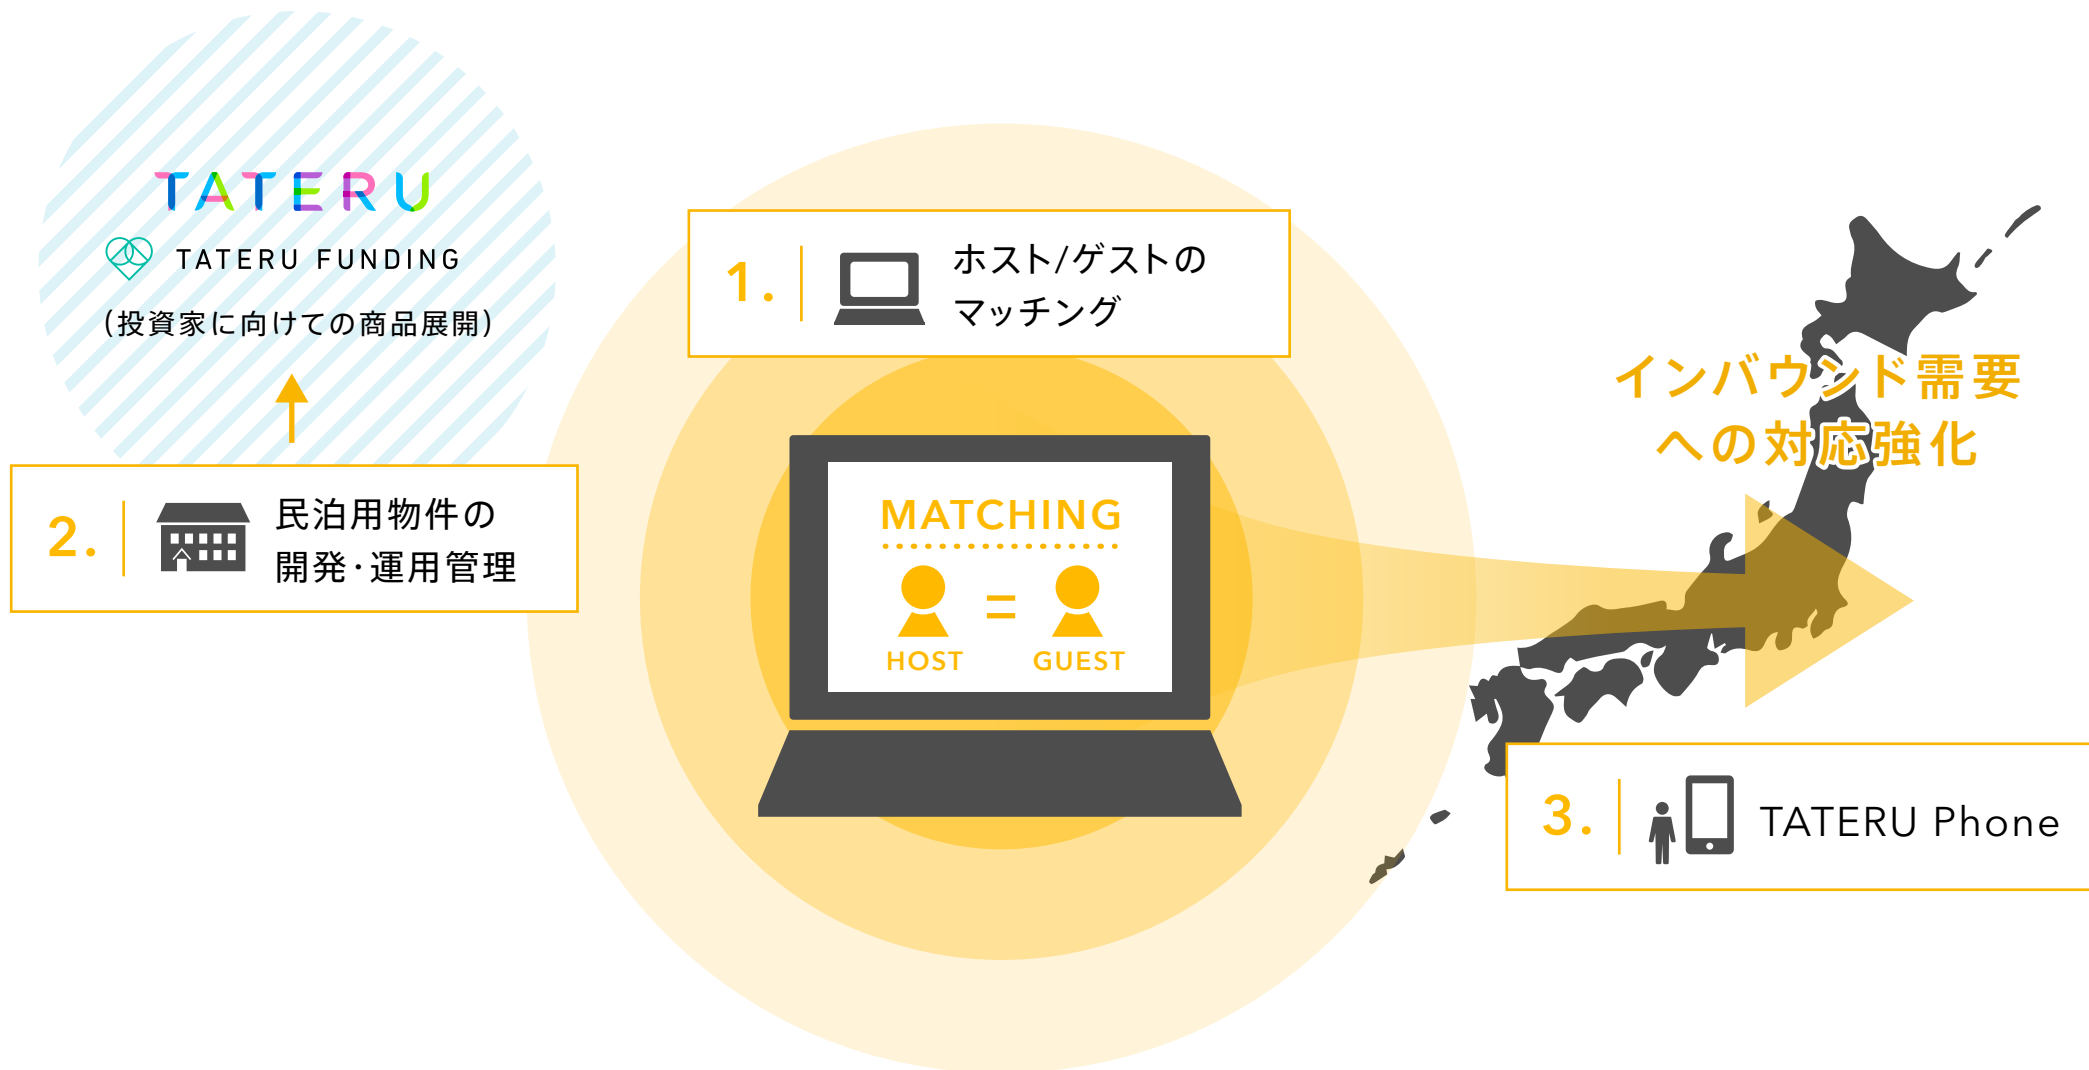 TATERU
TATERU FUNDING
(投資家に向けての商品展開)
1.
ホスト/ゲストの
マッチング
2.
民泊用物件の
開発・運用管理
MATCHING
=
HOST
GUEST
インバウンド需要
への対応強化
3.
TATERU Phone